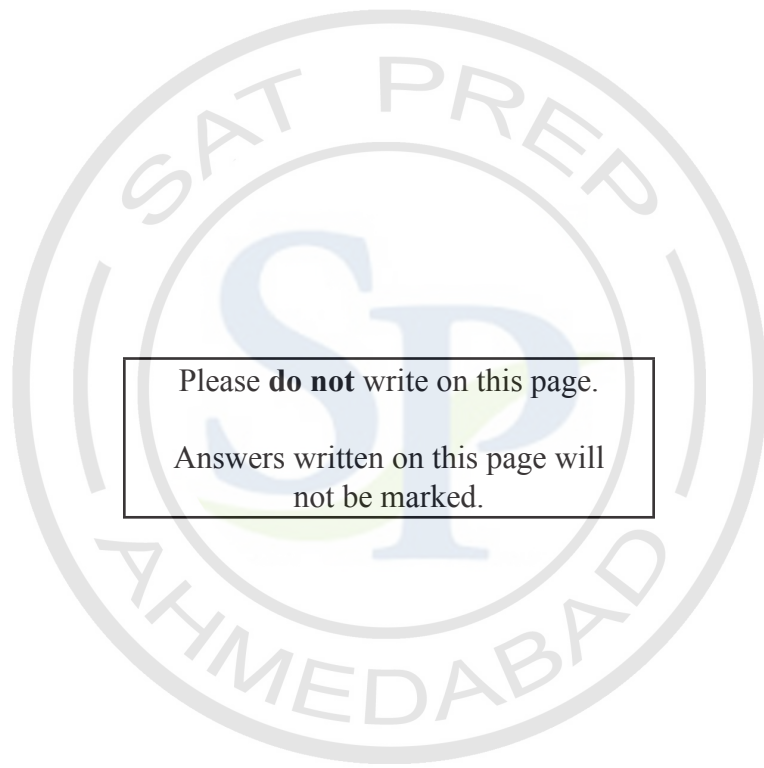 SAT PREP
SP
Please do not write on this page.
Answers written on this page will
not be marked.
AHMEDABAD